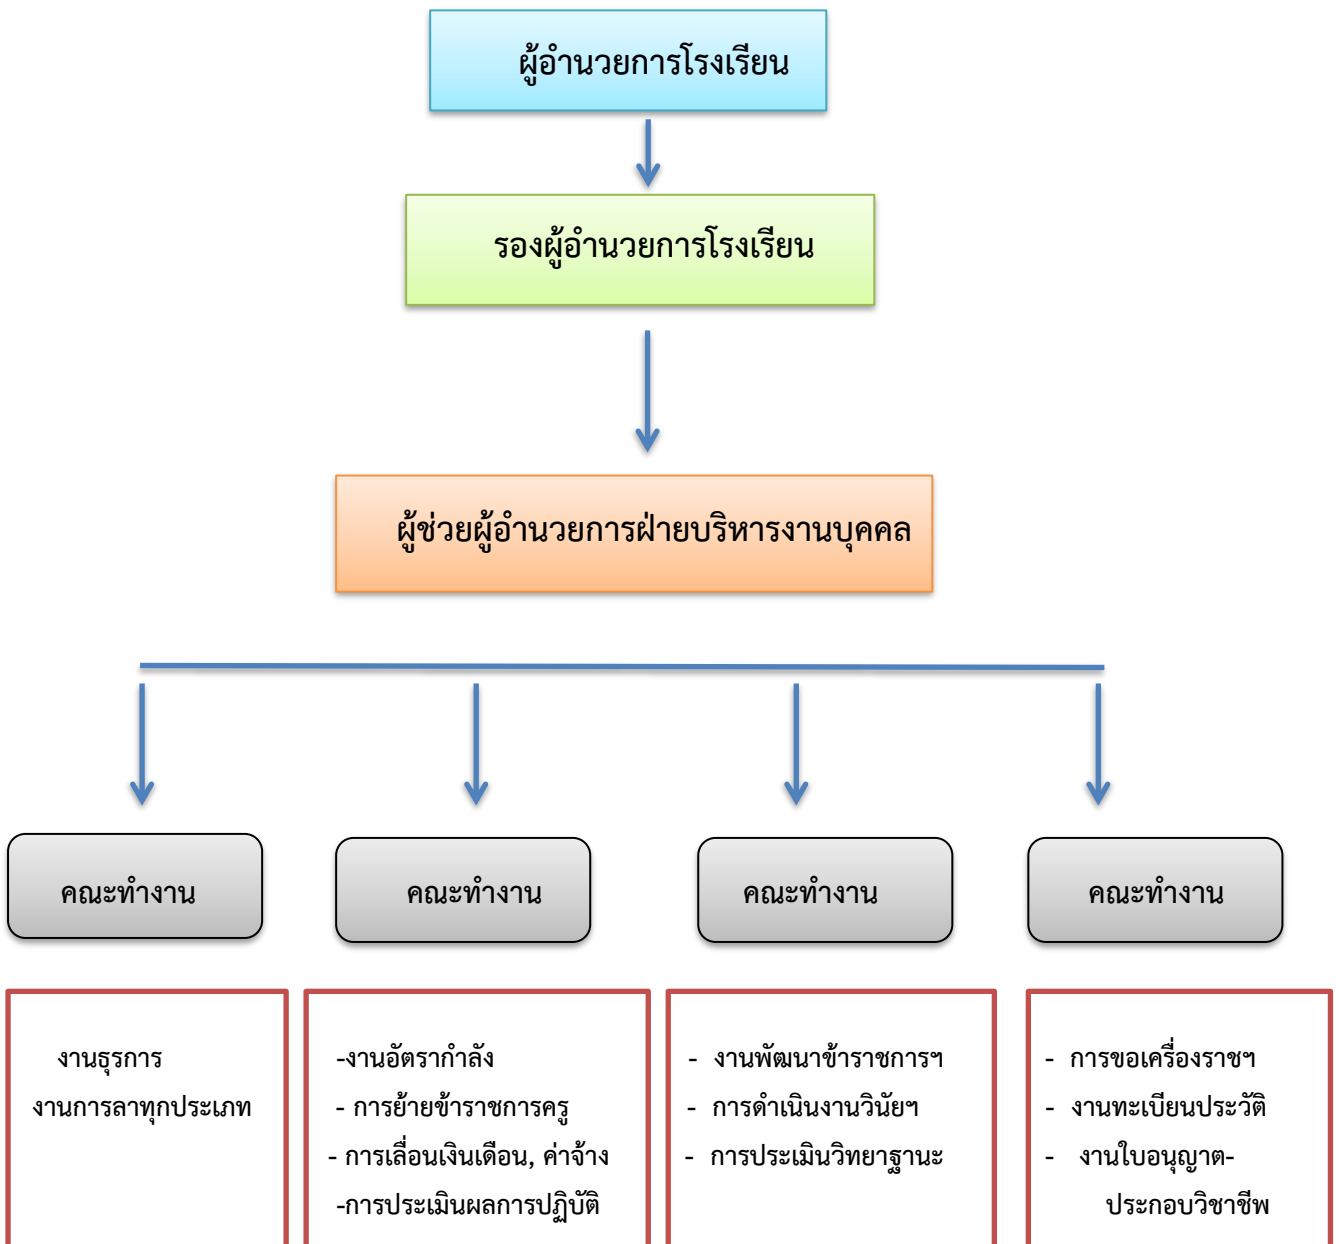 ผู้อำนวยการโรงเรียน
รองผู้อำนวยการโรงเรียน
ผู้ช่วยผู้อำนวยการฝ่ายบริหารงานบุคคล
คณะทำงาน
คณะทำงาน
คณะทำงาน
คณะทำงาน
งานธุรการ
งานการลาทุกประเภท
-งานอัตรากำลัง
- การย้ายข้าราชการครู
- การเลื่อนเงินเดือน, ค่าจ้าง
-การประเมินผลการปฏิบัติ
- งานพัฒนาข้าราชการฯ
- การดำเนินงานวินัยฯ
- การประเมินวิทยาฐานะ
- การขอเครื่องราชฯ
- งานทะเบียนประวัติ
- งานใบอนุญาต-
ประกอบวิชาชีพ